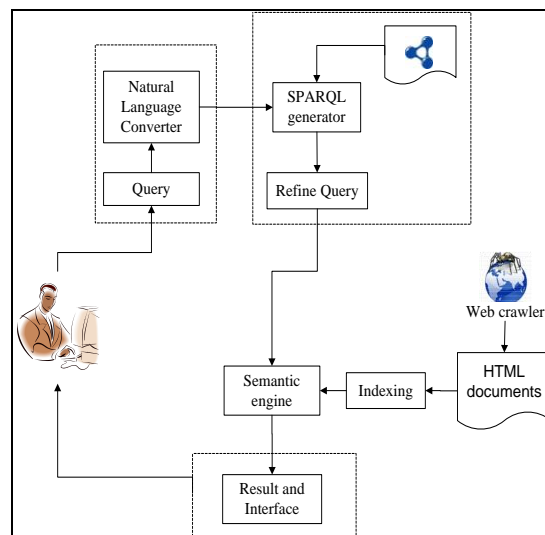 Natural
Language
Converter
SPARQL
generator
Query
Refine Query
Web crawler
Semantic
engine
Indexing
HTML
documents
Result and
Interface